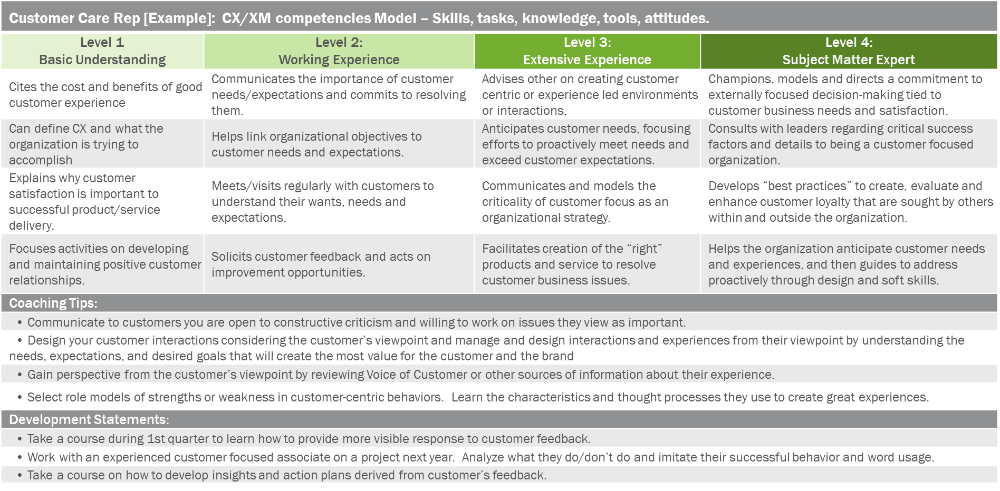 Customer Care Rep [Example]: CX/XM competencies Model – Skills, tasks, knowledge, tools, attitudes.
Level 1
Basic Understanding
Level 2:
Working Experience
Level 3:
Extensive Experience
Level 4:
Subject Matter Expert
Cites the cost and benefits of good
customer experience
Communicates the importance of customer
needs/expectations and commits to resolving
them.
Advises other on creating customer
centric or experience led environments
or interactions.
Champions, models and directs a commitment to
externally focused decision-making tied to
customer business needs and satisfaction.
Can define CX and what the
organization is trying to
accomplish
Helps link organizational objectives to
customer needs and expectations.
Anticipates customer needs, focusing
efforts to proactively meet needs and
exceed customer expectations.
Consults with leaders regarding critical success
factors and details to being a customer focused
organization.
Explains why customer
satisfaction is important to
successful product/service
delivery.
Meets/visits regularly with customers to
understand their wants, needs and
expectations.
Communicates and models the
criticality of customer focus as an
organizational strategy.
Develops “best practices” to create, evaluate and
enhance customer loyalty that are sought by others
within and outside the organization.
Focuses activities on developing
and maintaining positive customer
relationships.
Solicits customer feedback and acts on
improvement opportunities.
Facilitates creation of the “right”
products and service to resolve
customer business issues.
Helps the organization anticipate customer needs
and experiences, and then guides to address
proactively through design and soft skills.
Coaching Tips:
• Communicate to customers you are open to constructive criticism and willing to work on issues they view as important.
• Design your customer interactions considering the customer’s viewpoint and manage and design interactions and experiences from their viewpoint by understanding the
needs, expectations, and desired goals that will create the most value for the customer and the brand
• Gain perspective from the customer’s viewpoint by reviewing Voice of Customer or other sources of information about their experience.
• Select role models of strengths or weakness in customer-centric behaviors. Learn the characteristics and thought processes they use to create great experiences.
Development Statements:
• Take a course during 1st quarter to learn how to provide more visible response to customer feedback.
• Work with an experienced customer focused associate on a project next year. Analyze what they do/don’t do and imitate their successful behavior and word usage.
• Take a course on how to develop insights and action plans derived from customer’s feedback.